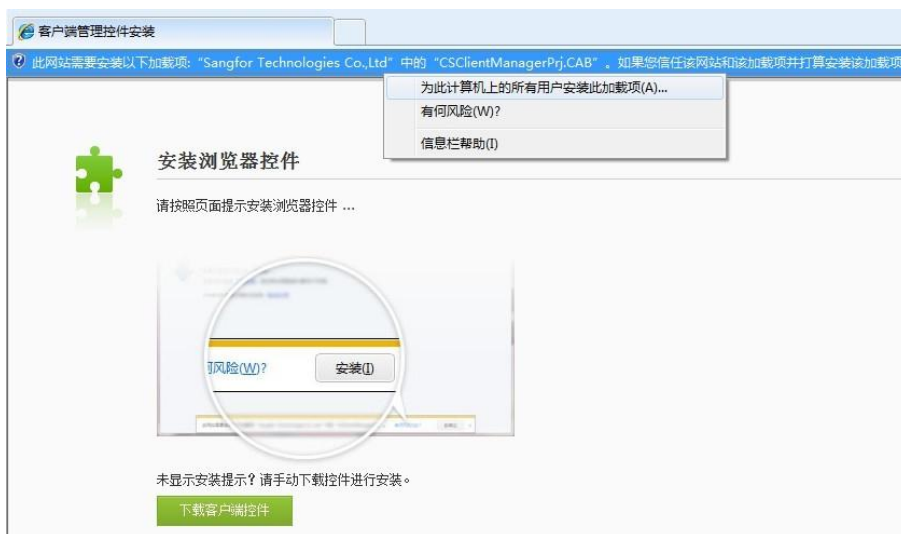 客户端管理控件安装
此网站需要安装以下加载项: “Sangfor Technologies Co.,Ltd” 中的 “CSClientManagerPrj.CAB” 。如果您信任该网站和该加载项并打算安装该加载项
为此计算机上的所有用户安装此加载项(A)...
有何风险(W)?
信息栏帮助(I)
安装浏览器控件
请按照页面提示安装浏览器控件 ...
风险(W)?
安装(I)
未显示安装提示？请手动下载控件进行安装。
下载客户端控件